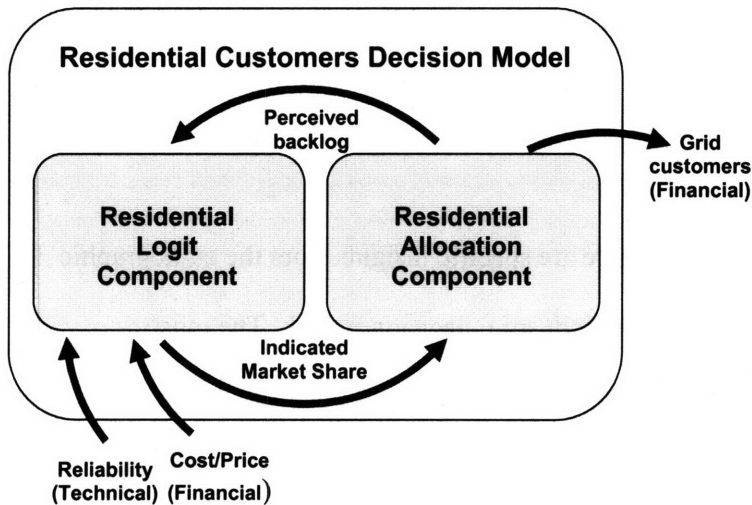 Residential Customers Decision Model
Perceived
backlog
Grid
customers
(Financial)
Residential
Logit
Component
Residential
Allocation
Component
Indicated
Market Share
Reliability
(Technical)
Cost/Price
(Financial)